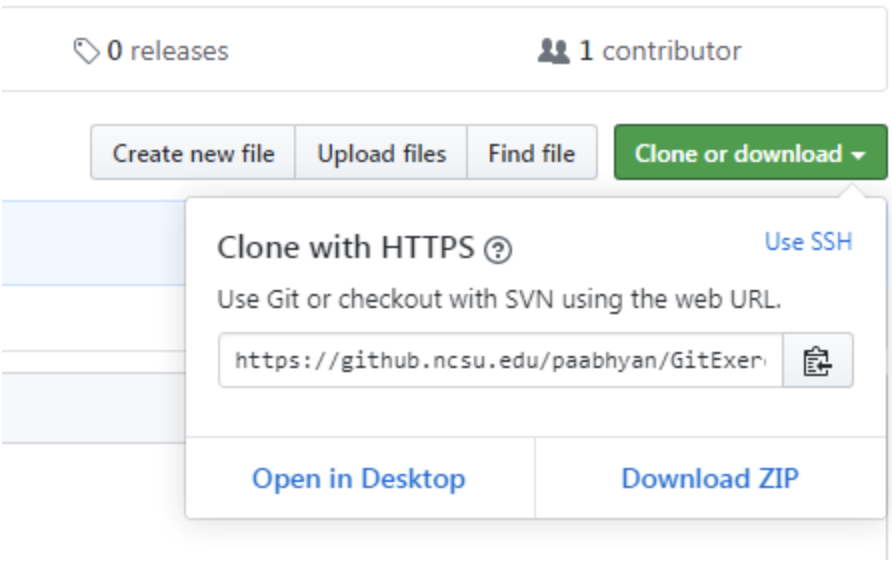 0 releases 1 contributor
Create new file Upload files Find file Clone or download
Clone with HTTPS Use SSH
Use Git or checkout with SVN using the web URL.
https://github.ncsu.edu/paabhyan/GitExer
Open in Desktop Download ZIP